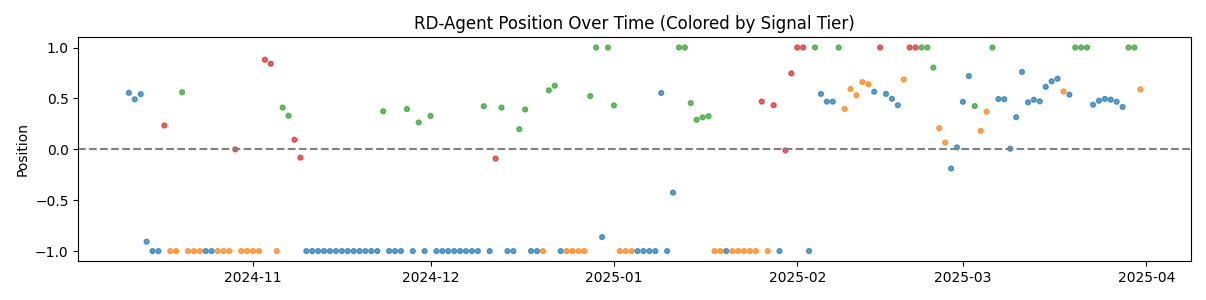 RD-Agent Position Over Time (Colored by Signal Tier)
Position
1.0
0.5
0.0
−0.5
−1.0
2024-11 2024-12 2025-01 2025-02 2025-03 2025-04